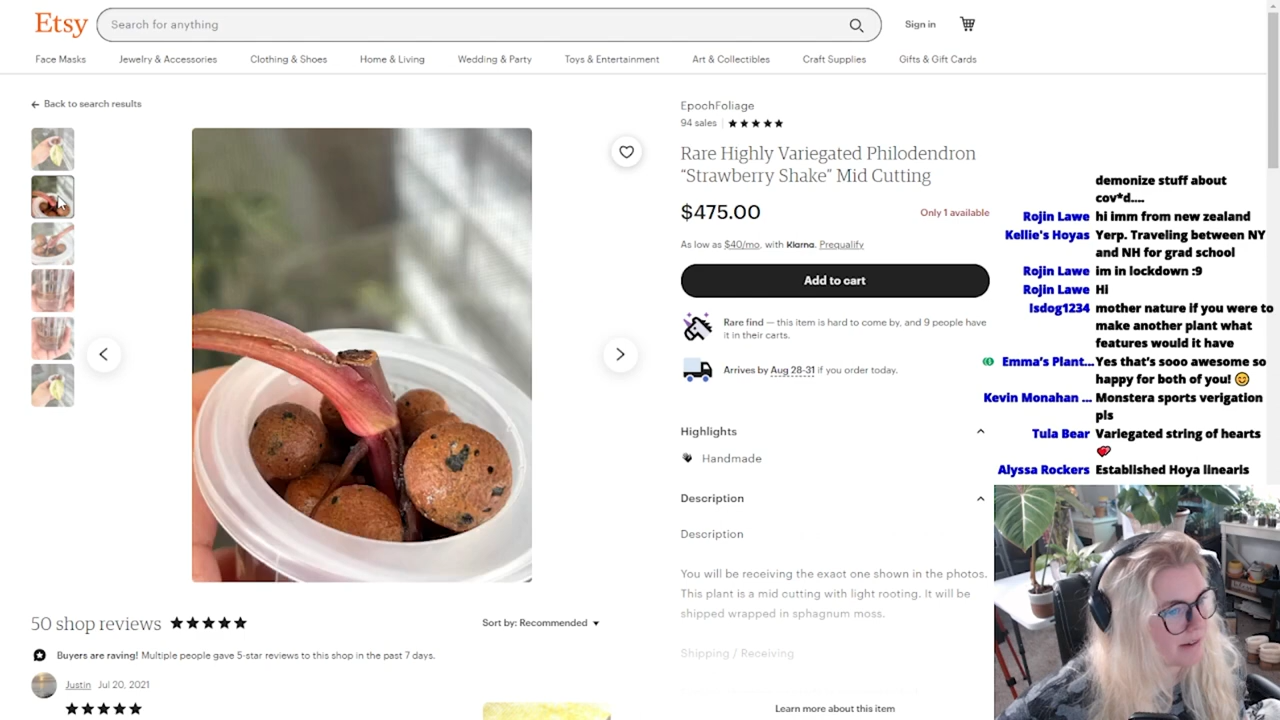 Etsy
Search for anything
Sign in
Face Masks
Jewelry & Accessories
Clothing & Shoes
Home & Living
Wedding & Party
Toys & Entertainment
Art & Collectibles
Craft Supplies
Gifts & Gift Cards
Back to search results
EpochFoliage
94 sales
Rare Highly Variegated Philodendron
“Strawberry Shake” Mid Cutting
$475.00
Only 1 available
As low as $40/mo, with Klarna. Prequalify
Add to cart
Rare find — this item is hard to come by, and 9 people have
it in their carts.
Arrives by Aug 28-31 if you order today.
Highlights
Handmade
Description
Description
You will be receiving the exact one shown in the photos.
This plant is a mid cutting with light rooting. It will be
shipped wrapped in sphagnum moss.
Shipping / Receiving
Learn more about this item
50 shop reviews
Sort by: Recommended
Buyers are raving! Multiple people gave 5-star reviews to this shop in the past 7 days.
Justin Jul 20, 2021
demonize stuff about
cov*d....
Rojin Lawe hi imm from new zealand
Kellie's Hoyas Yerp. Traveling between NY
and NH for grad school
Rojin Lawe im in lockdown :9
Rojin Lawe Hi
lsdog1234 mother nature if you were to
make another plant what
features would it have
Emma's Plant... Yes that's sooo awesome so
happy for both of you! 😊
Kevin Monahan ... Monstera sports verigation
pls
Tula Bear Variegated string of hearts
💕
Alyssa Rockers Established Hoya linearis